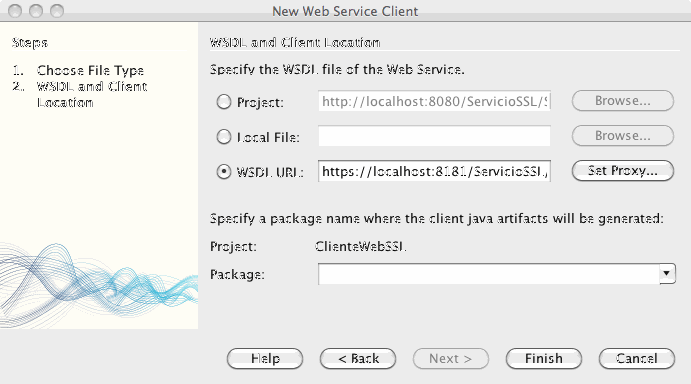 New Web Service Client
Steps
1. Choose File Type
2. WSDL and Client
Location
WSDL and Client Location
Specify the WSDL file of the Web Service.
Project: http://localhost:8080/ServicioSSL/S Browse...
Local File: Browse...
WSDL URL: https://localhost:8181/ServicioSSL/ Set Proxy...
Specify a package name where the client java artifacts will be generated:
Project: ClienteWebSSL
Package:
Help < Back Next > Finish Cancel